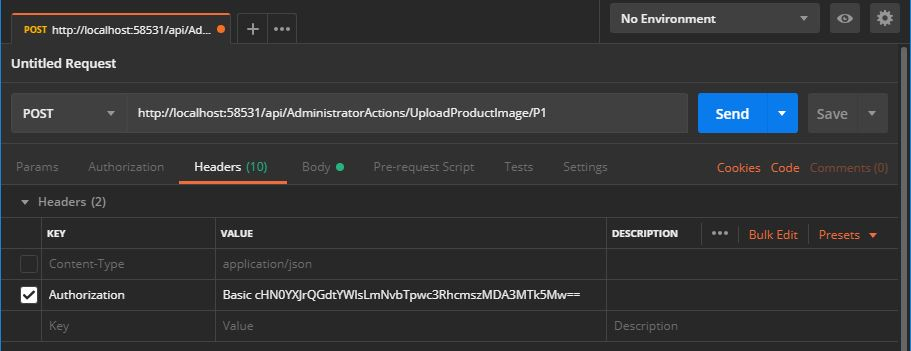 POST http://localhost:58531/api/Ad... + ••• No Environment
Untitled Request
POST http://localhost:58531/api/AdministratorActions/UploadProductImage/P1 Send Save
Params Authorization Headers (10) Body Pre-request Script Tests Settings Cookies Code Comments (0)
Headers (2)
KEY VALUE DESCRIPTION ••• Bulk Edit Presets
Content-Type application/json
Authorization Basic cHN0YXJrQGdtYWlsLmNvbTpwc3RhcmszMDA3MTk5Mw==
Key Value Description